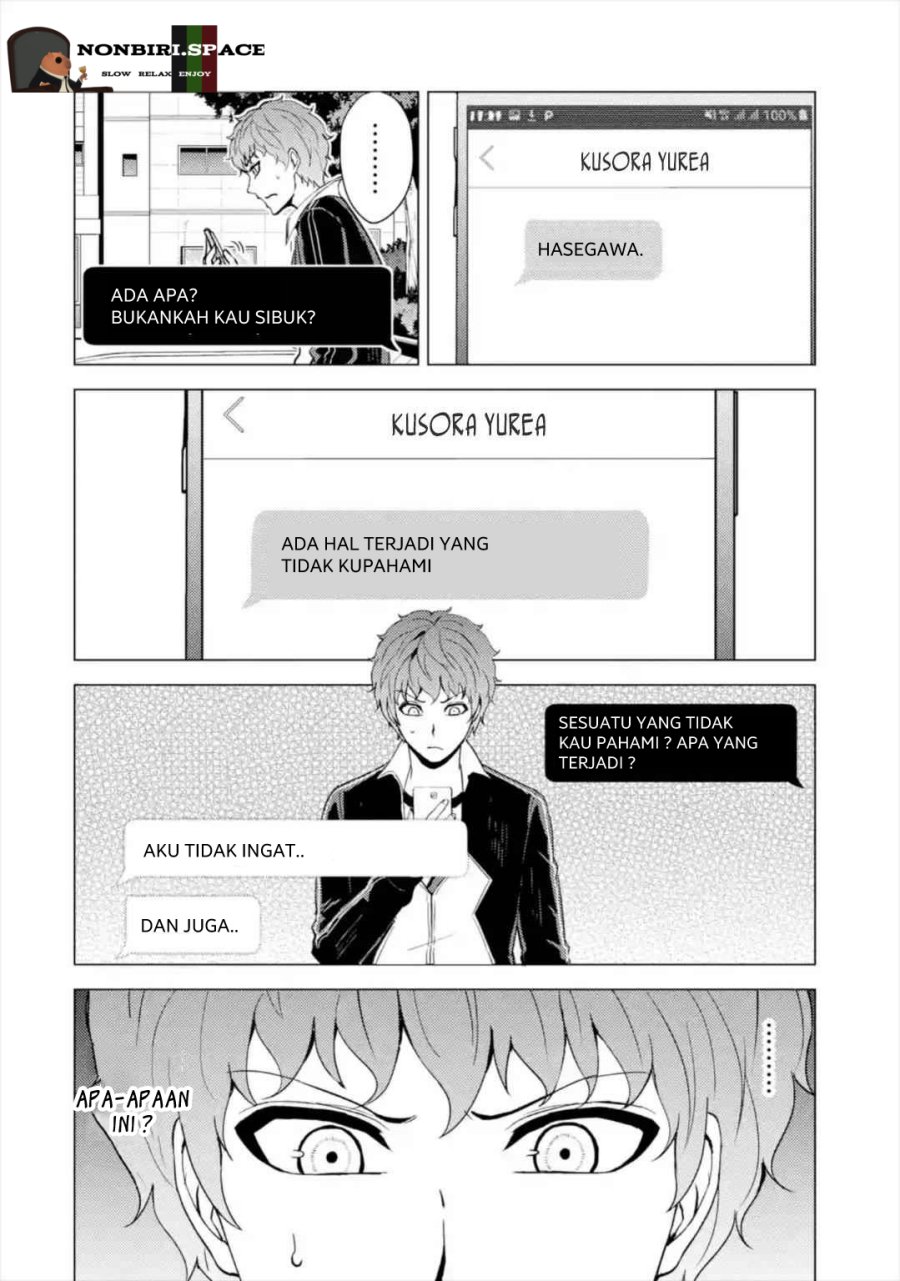 NONBIRI.SPACE
SLOW RELAX ENJOY
100%
KUSORA YUREA
HASEGAWA.
ADA APA?
BUKANKAH KAU SIBUK?
KUSORA YUREA
ADA HAL TERJADI YANG
TIDAK KUPAHAMI
SESUATU YANG TIDAK
KAU PAHAMI ? APA YANG
TERJADI ?
AKU TIDAK INGAT..
DAN JUGA..
APA-APAAN
INI ?